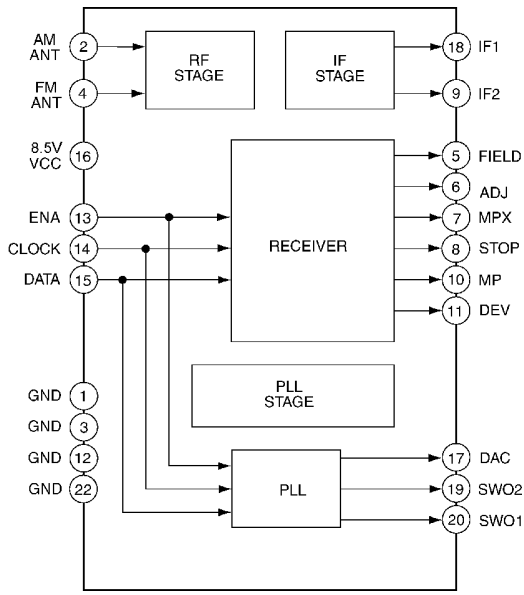 AM
ANT
2
RF
STAGE
IF
STAGE
18
IF1
FM
ANT
4
9
IF2
8.5V
VCC
16
5
FIELD
6
ADJ
ENA
13
7
MPX
CLOCK
14
RECEIVER
8
STOP
DATA
15
10
MP
11
DEV
PLL
STAGE
GND
1
GND
3
GND
12
GND
22
PLL
17
DAC
19
SWO2
20
SWO1